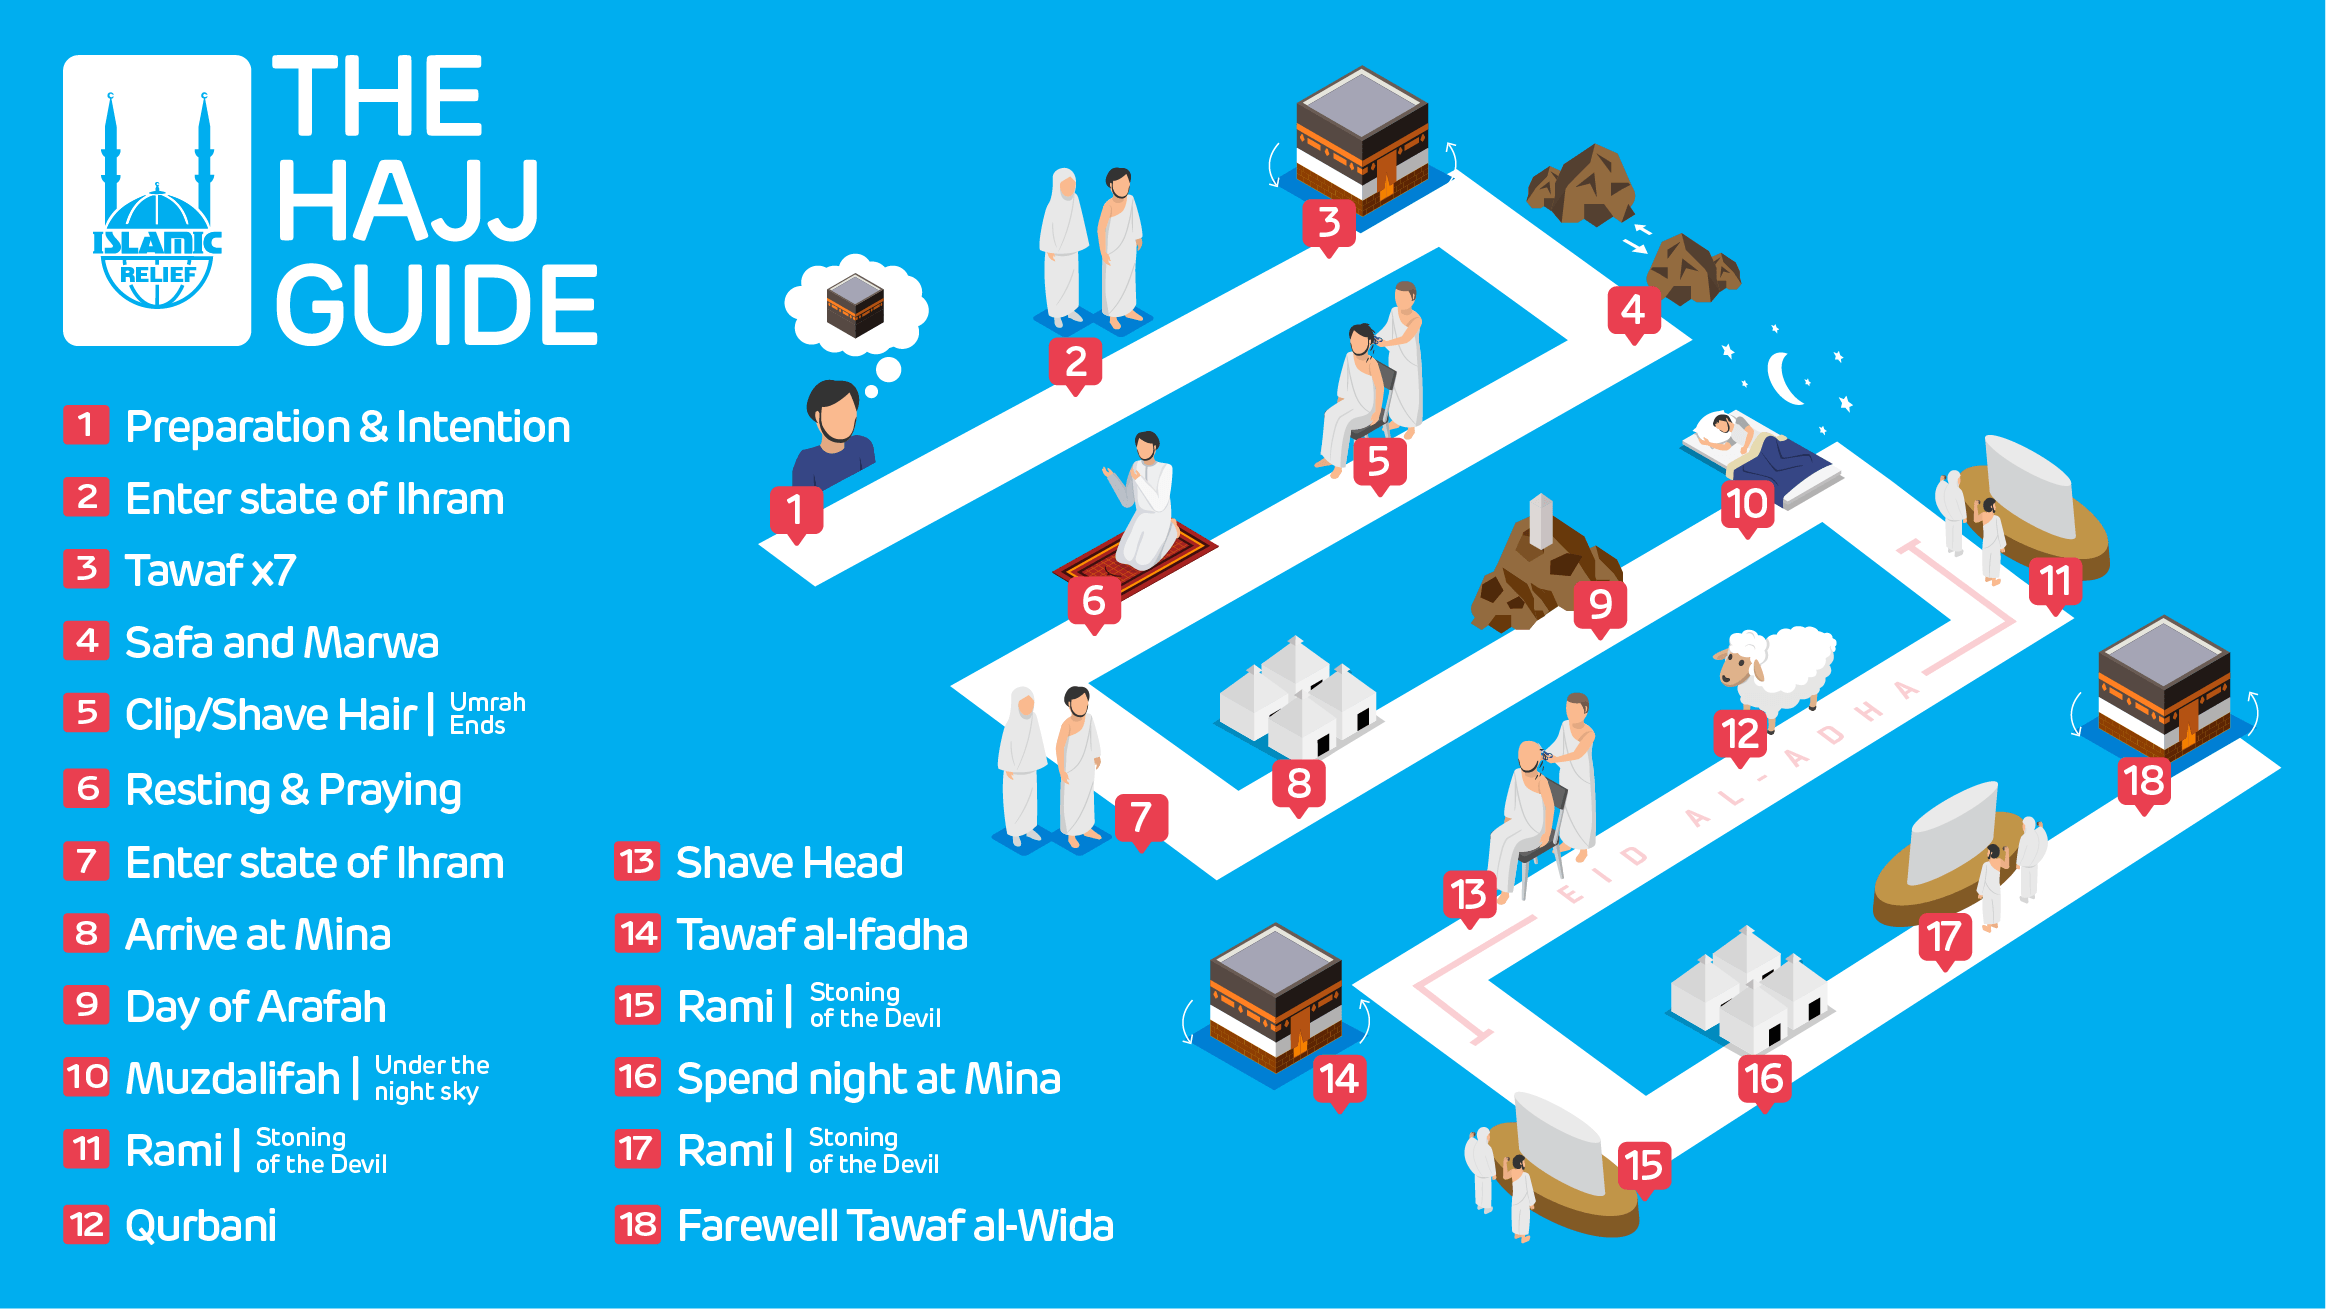 THE
HAJJ
GUIDE
ISLAMIC
RELIEF
1 Preparation & Intention
2 Enter state of Ihram
3 Tawaf x7
4 Safa and Marwa
5 Clip/Shave Hair | Umrah
Ends
6 Resting & Praying
7 Enter state of Ihram
8 Arrive at Mina
9 Day of Arafah
10 Muzdalifah | Under the
night sky
11 Rami | Stoning
of the Devil
12 Qurbani
13 Shave Head
14 Tawaf al-Ifadha
15 Rami | Stoning
of the Devil
16 Spend night at Mina
17 Rami | Stoning
of the Devil
18 Farewell Tawaf al-Wida
1
2
3
4
5
6
7
8
9
10
11
12
EID AL-ADHA
13
14
15
16
17
18